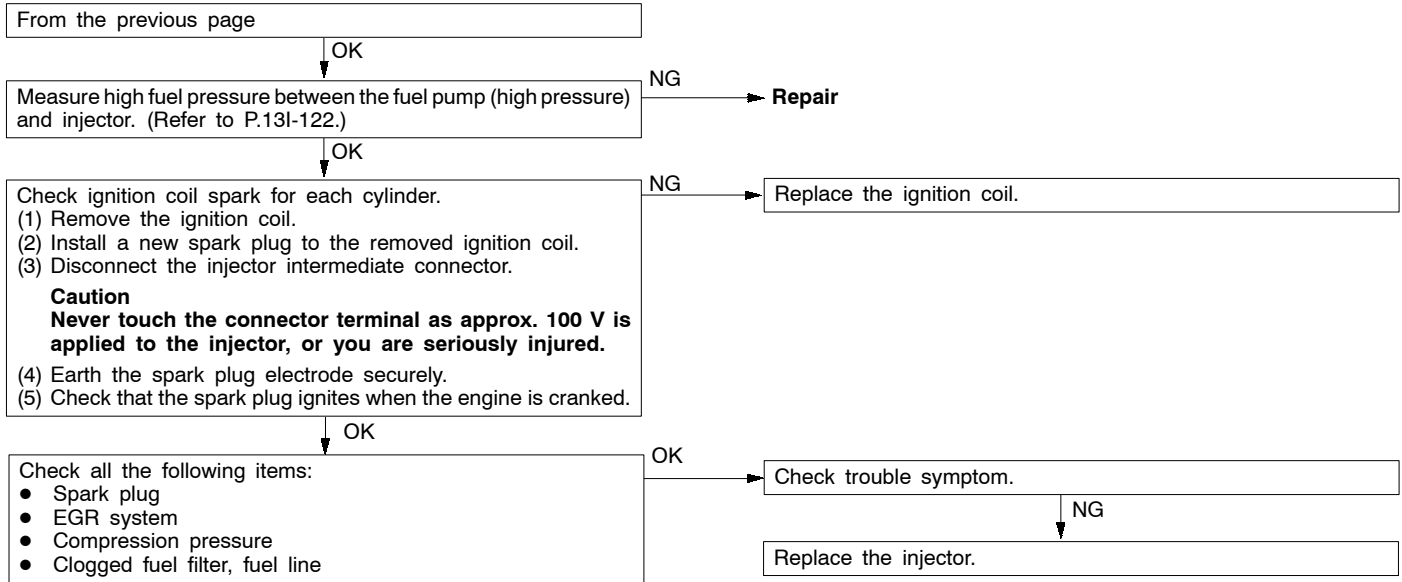 From the previous page
OK
Measure high fuel pressure between the fuel pump (high pressure)
and injector. (Refer to P.13I-122.)
NG
Repair
OK
Check ignition coil spark for each cylinder.
(1) Remove the ignition coil.
(2) Install a new spark plug to the removed ignition coil.
(3) Disconnect the injector intermediate connector.
Caution
Never touch the connector terminal as approx. 100 V is
applied to the injector, or you are seriously injured.
(4) Earth the spark plug electrode securely.
(5) Check that the spark plug ignites when the engine is cranked.
NG
Replace the ignition coil.
OK
Check all the following items:
● Spark plug
● EGR system
● Compression pressure
● Clogged fuel filter, fuel line
OK
Check trouble symptom.
NG
Replace the injector.